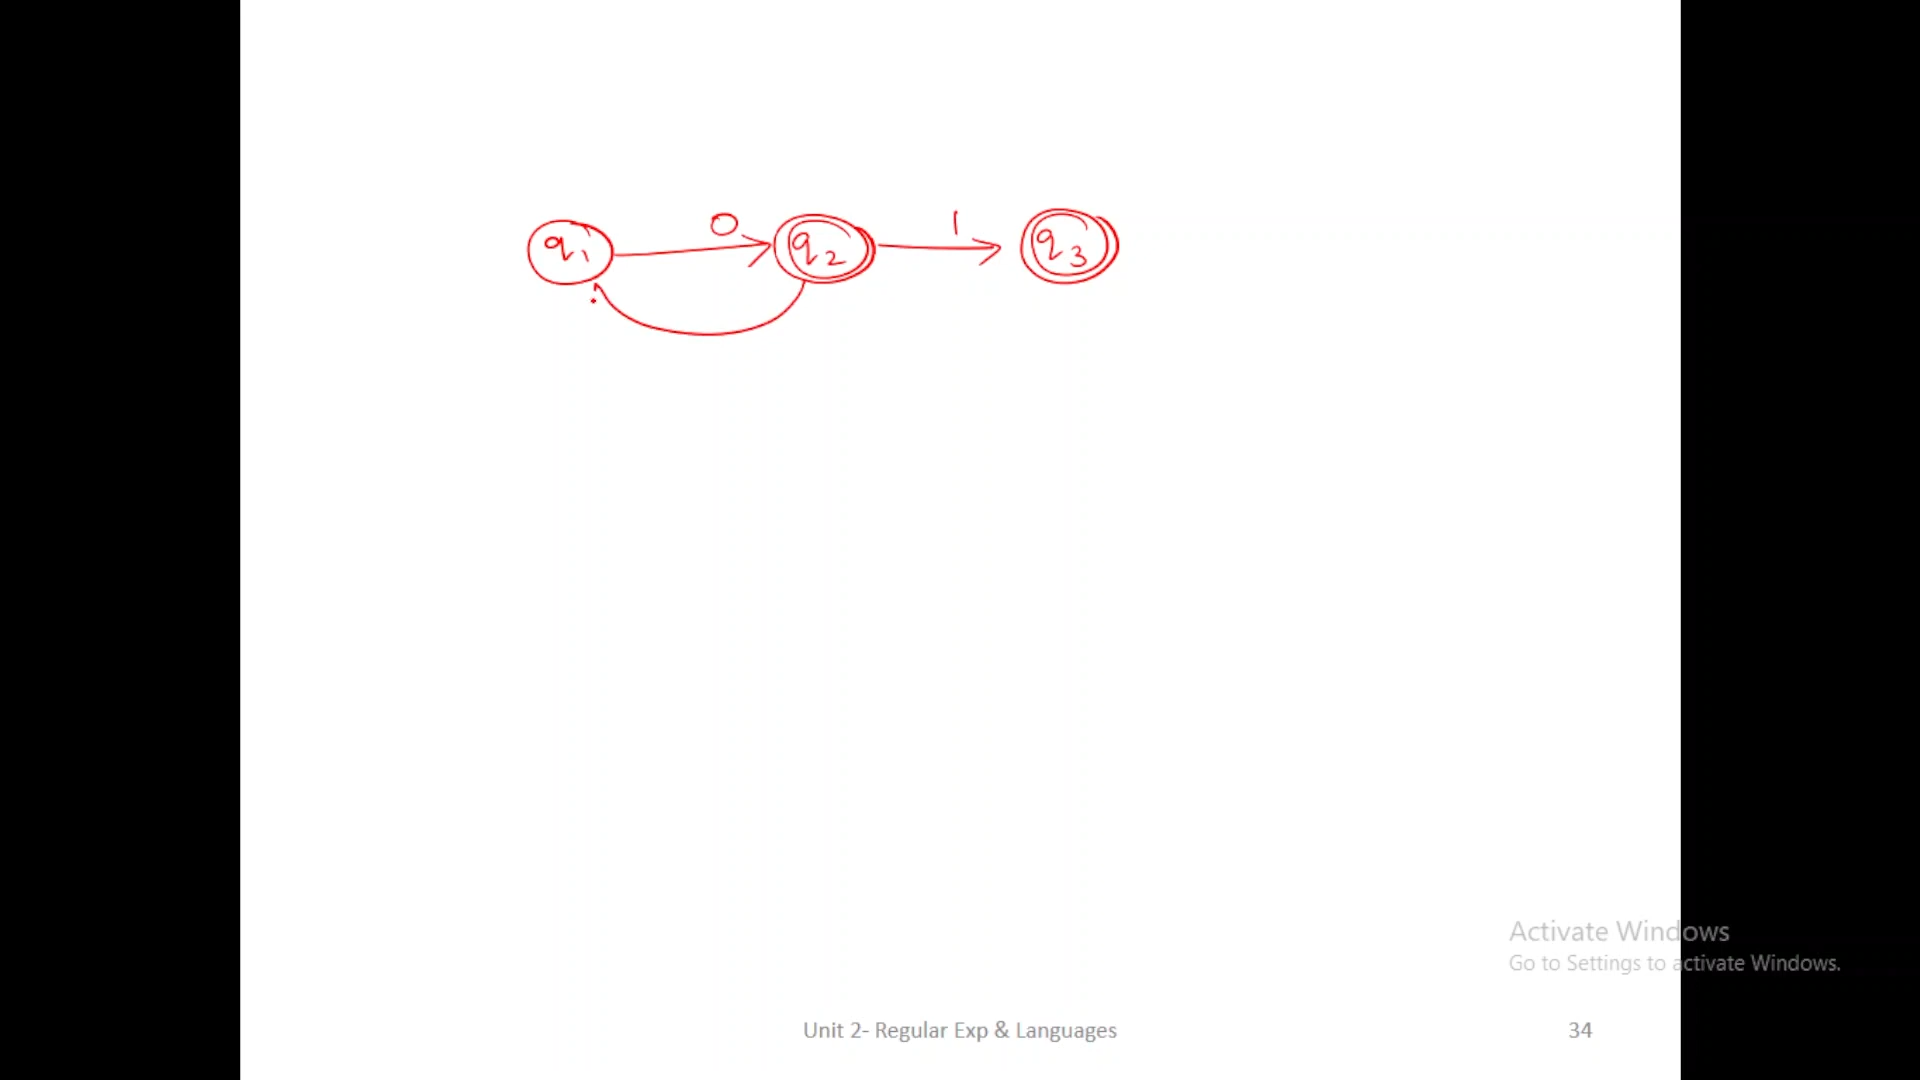 0 1
q1 q2 q3
Activate Windows
Go to Settings to activate Windows.
Unit 2- Regular Exp & Languages 34